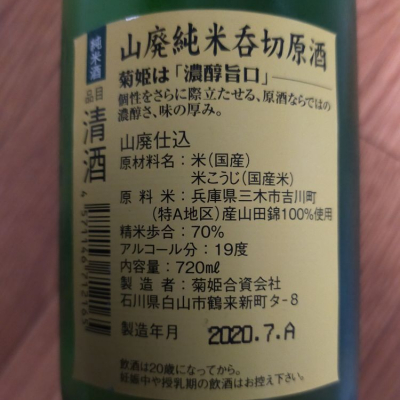 純米酒
品目
清酒
山廃純米呑切原酒
菊姫は「濃醇旨口」
個性をさらに際立たせる、原酒ならではの
濃醇さ、味の厚み。
山廃仕込
原材料名：米（国産）
米こうじ（国産米）
原料米：兵庫県三木市吉川町
（特A地区）産山田錦100%使用
精米歩合：70%
アルコール分：19度
内容量：720mℓ
製造者：菊姫合資会社
石川県白山市鶴来新町タ-8
製造年月 2020.7.A
飲酒は20歳になってから。
妊娠中や授乳期の飲酒はお控え下さい。